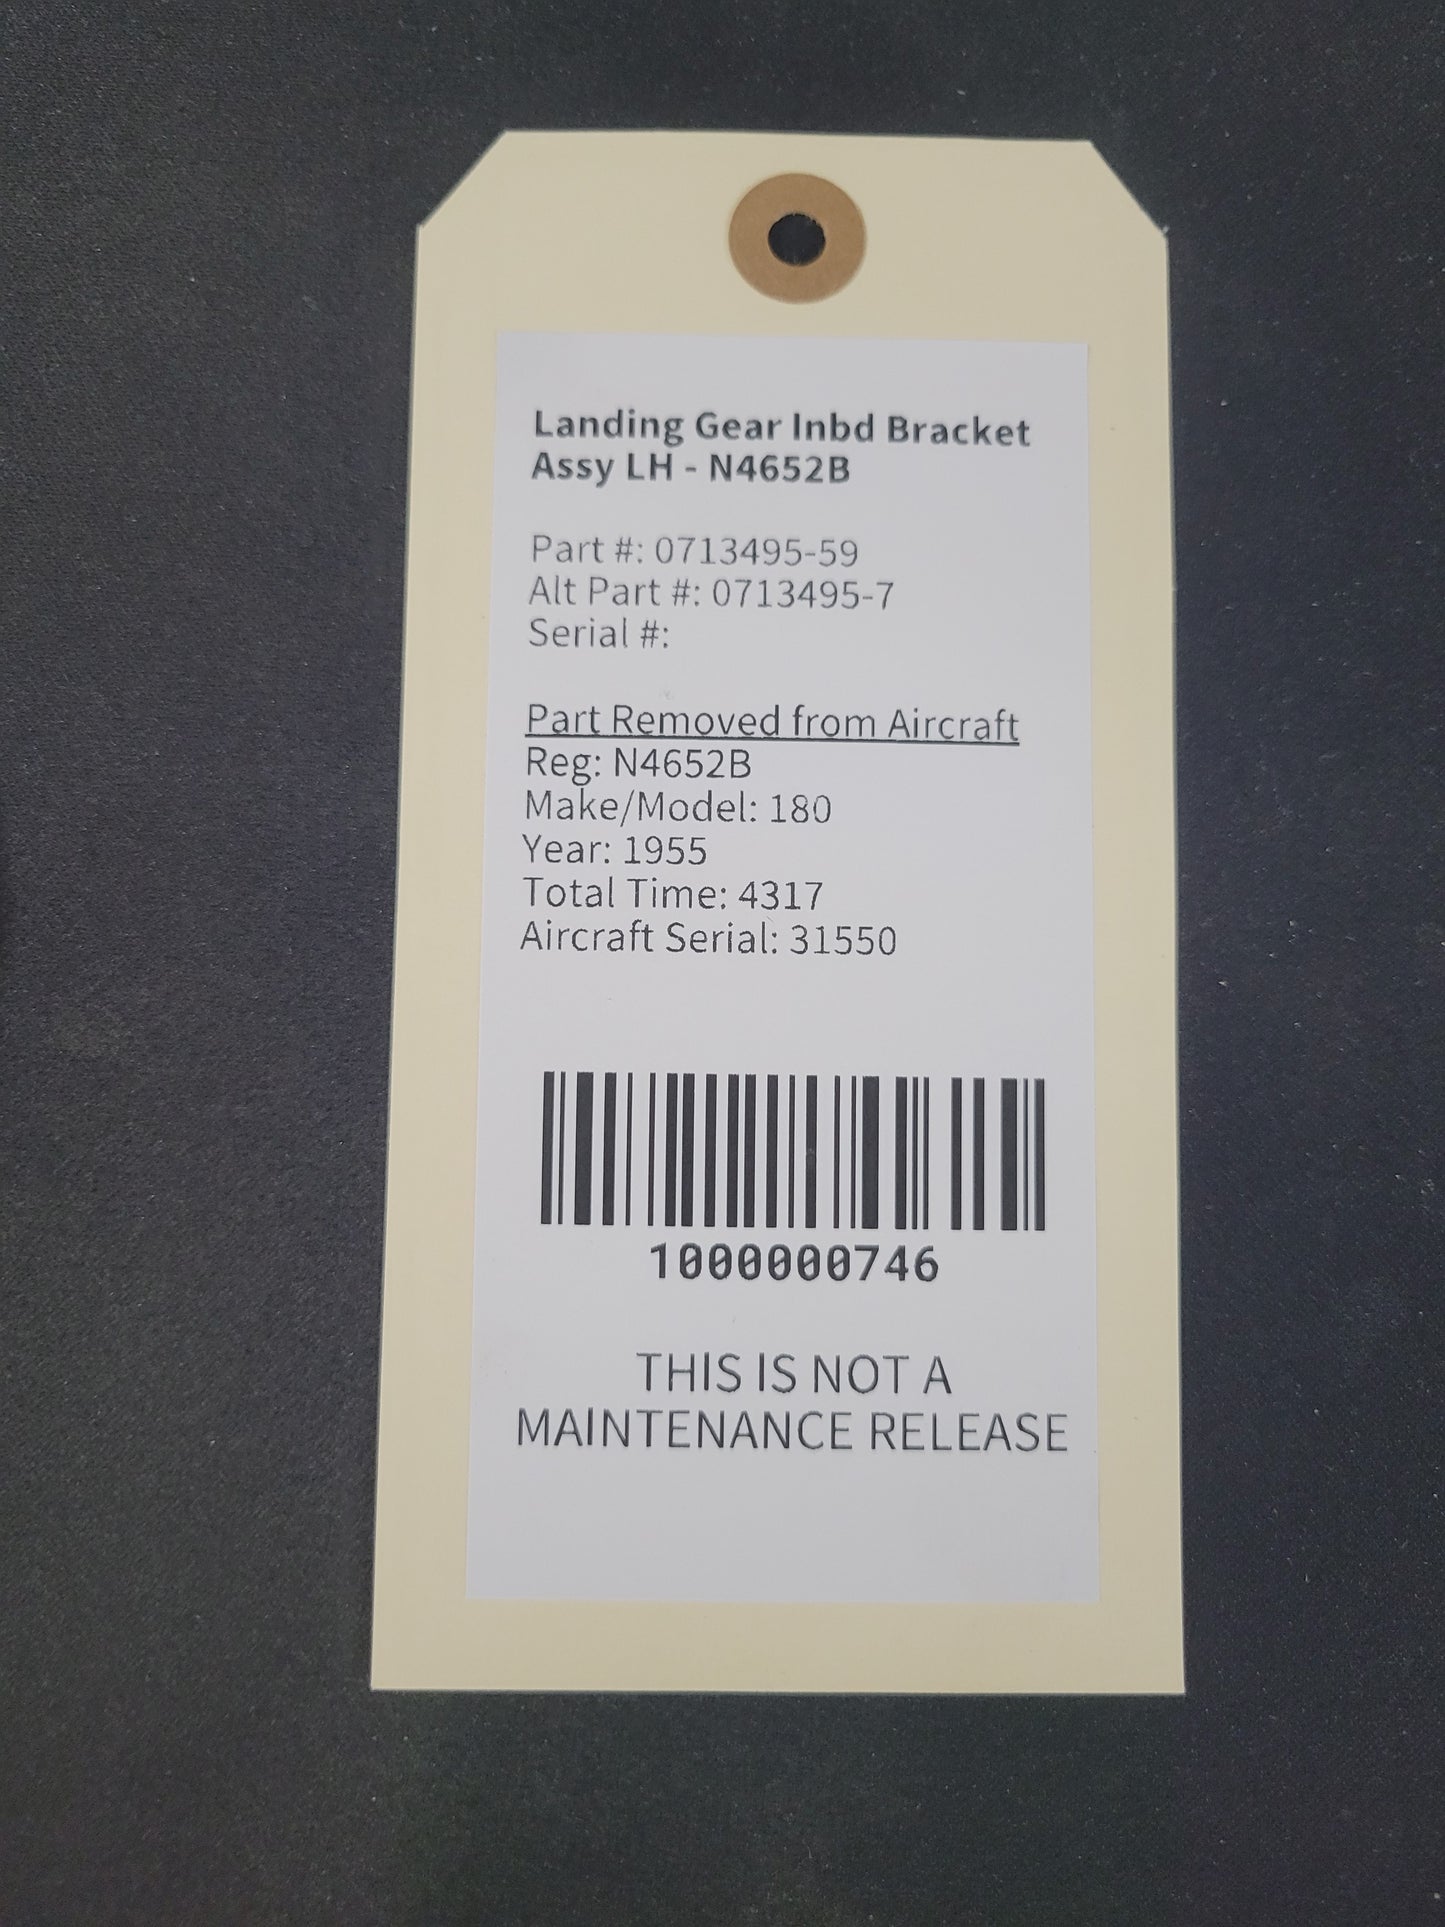 Landing Gear Inbd Bracket
Assy LH - N4652B
Part #: 0713495-59
Alt Part #: 0713495-7
Serial #:
Part Removed from Aircraft
Reg: N4652B
Make/Model: 180
Year: 1955
Total Time: 4317
Aircraft Serial: 31550
1000000746
THIS IS NOT A
MAINTENANCE RELEASE